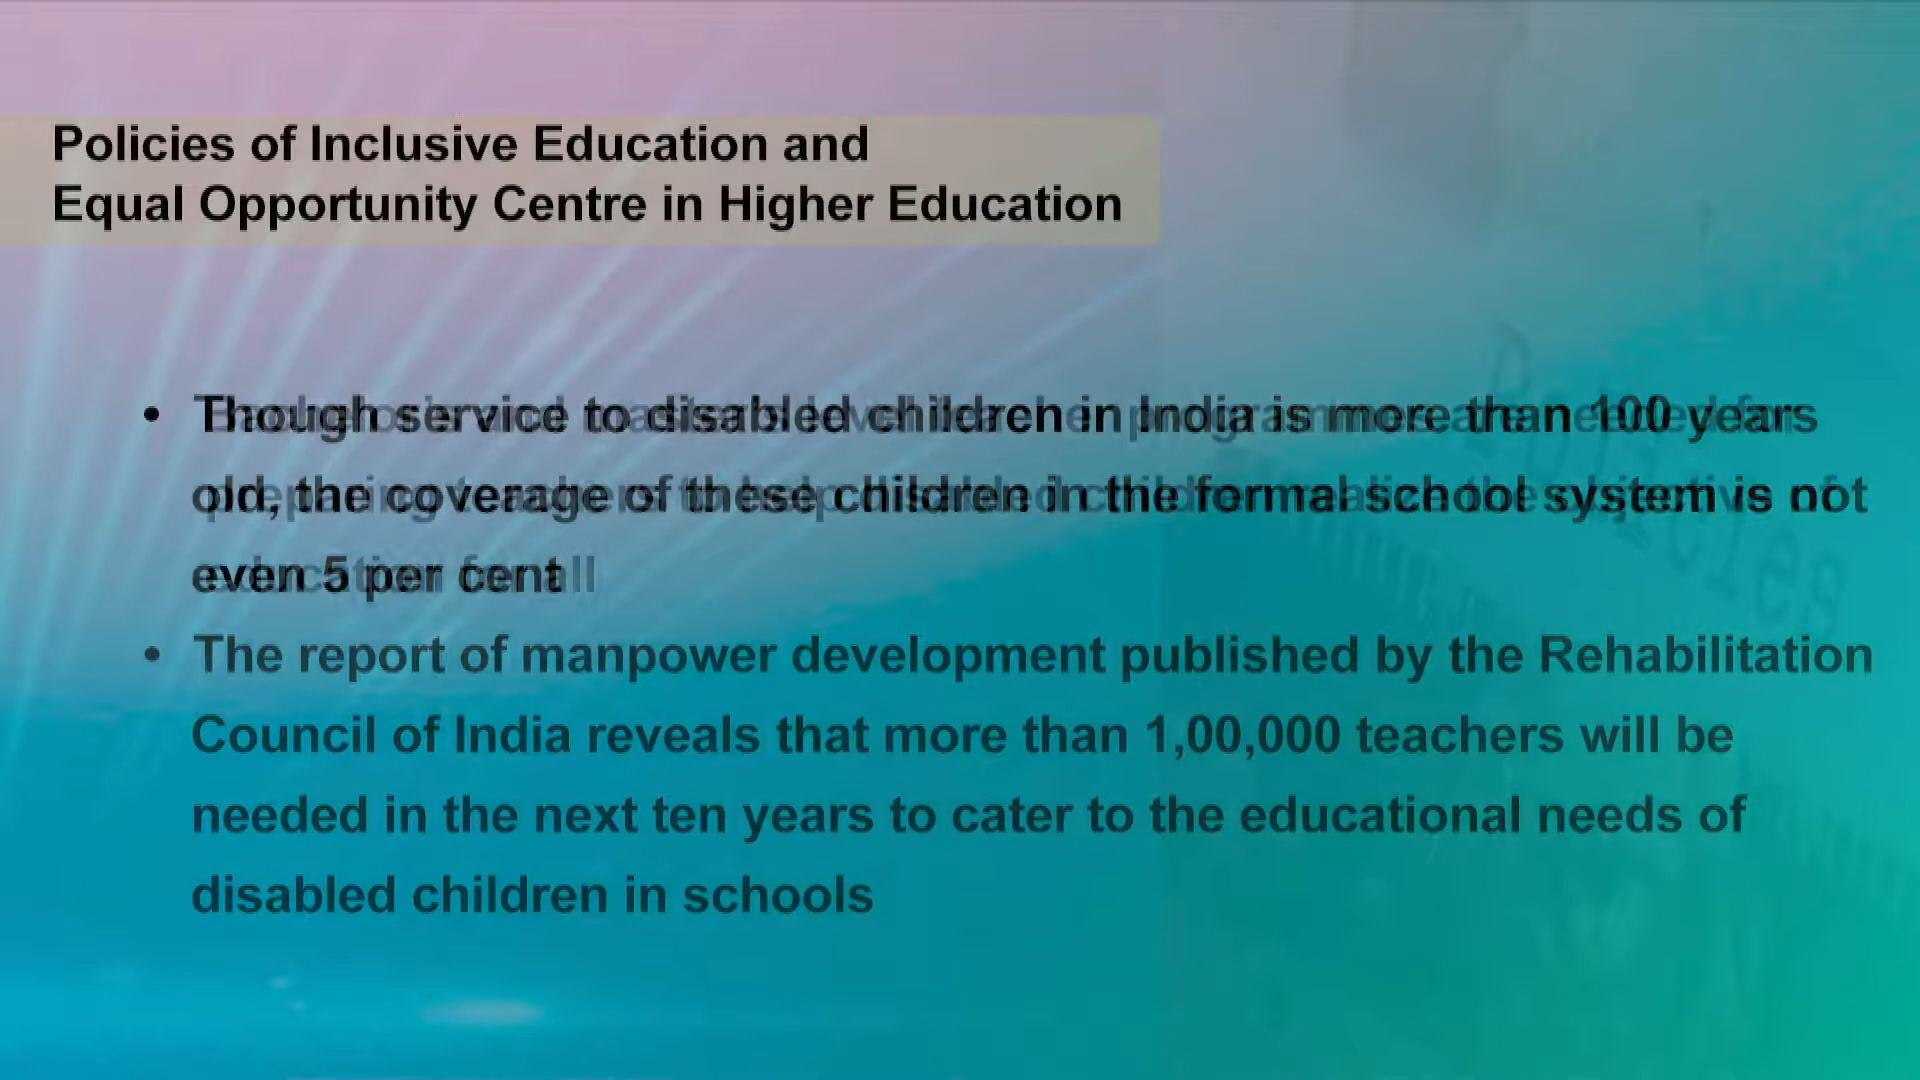 Policies of Inclusive Education and
Equal Opportunity Centre in Higher Education
• Though service to disabled children in India is more than 100 years
old, the coverage of these children in the formal school system is not
even 5 per cent
• The report of manpower development published by the Rehabilitation
Council of India reveals that more than 1,00,000 teachers will be
needed in the next ten years to cater to the educational needs of
disabled children in schools
Policies